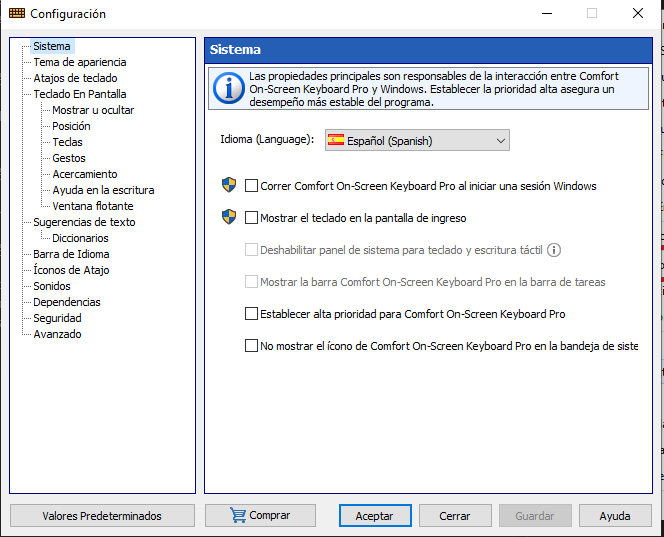 Configuración
Sistema
Tema de apariencia
Atajos de teclado
Teclado En Pantalla
Mostrar u ocultar
Posición
Teclas
Gestos
Acercamiento
Ayuda en la escritura
Ventana flotante
Sugerencias de texto
Diccionarios
Barra de Idioma
Íconos de Atajo
Sonidos
Dependencias
Seguridad
Avanzado
Sistema
Las propiedades principales son responsables de la interacción entre Comfort
On-Screen Keyboard Pro y Windows. Establecer la prioridad alta asegura un
desempeño más estable del programa.
Idioma (Language): Español (Spanish)
Correr Comfort On-Screen Keyboard Pro al iniciar una sesión Windows
Mostrar el teclado en la pantalla de ingreso
Deshabilitar panel de sistema para teclado y escritura táctil
Mostrar la barra Comfort On-Screen Keyboard Pro en la barra de tareas
Establecer alta prioridad para Comfort On-Screen Keyboard Pro
No mostrar el ícono de Comfort On-Screen Keyboard Pro en la bandeja de siste
Valores Predeterminados Comprar Aceptar Cerrar Guardar Ayuda